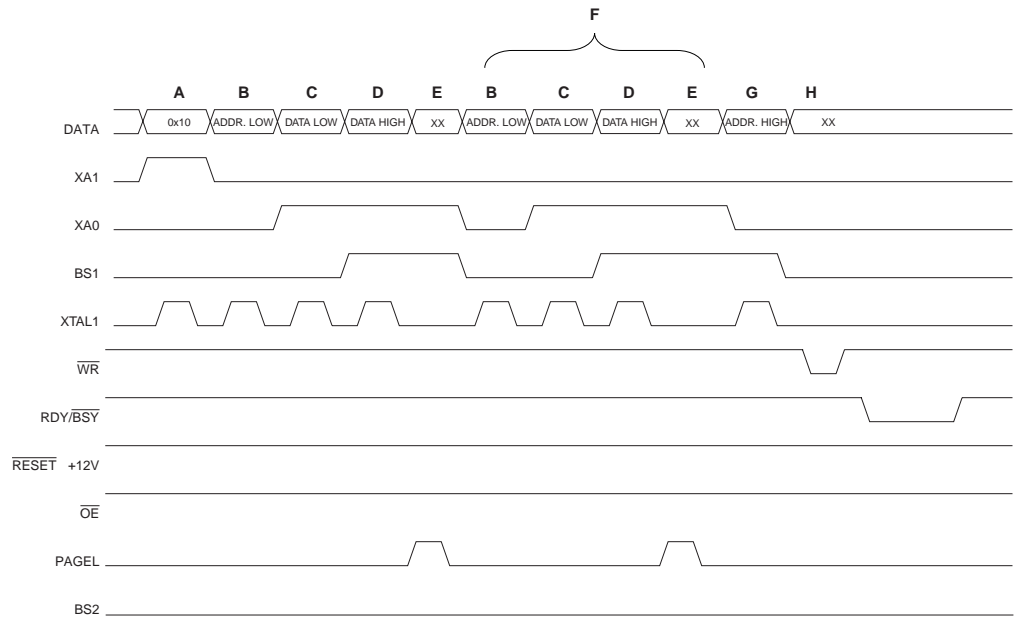 F
A B C D E B C D E G H
DATA 0x10 ADDR. LOW DATA LOW DATA HIGH XX ADDR. LOW DATA LOW DATA HIGH XX ADDR. HIGH XX
XA1
XA0
BS1
XTAL1
WR
RDY/BSY
RESET +12V
OE
PAGEL
BS2